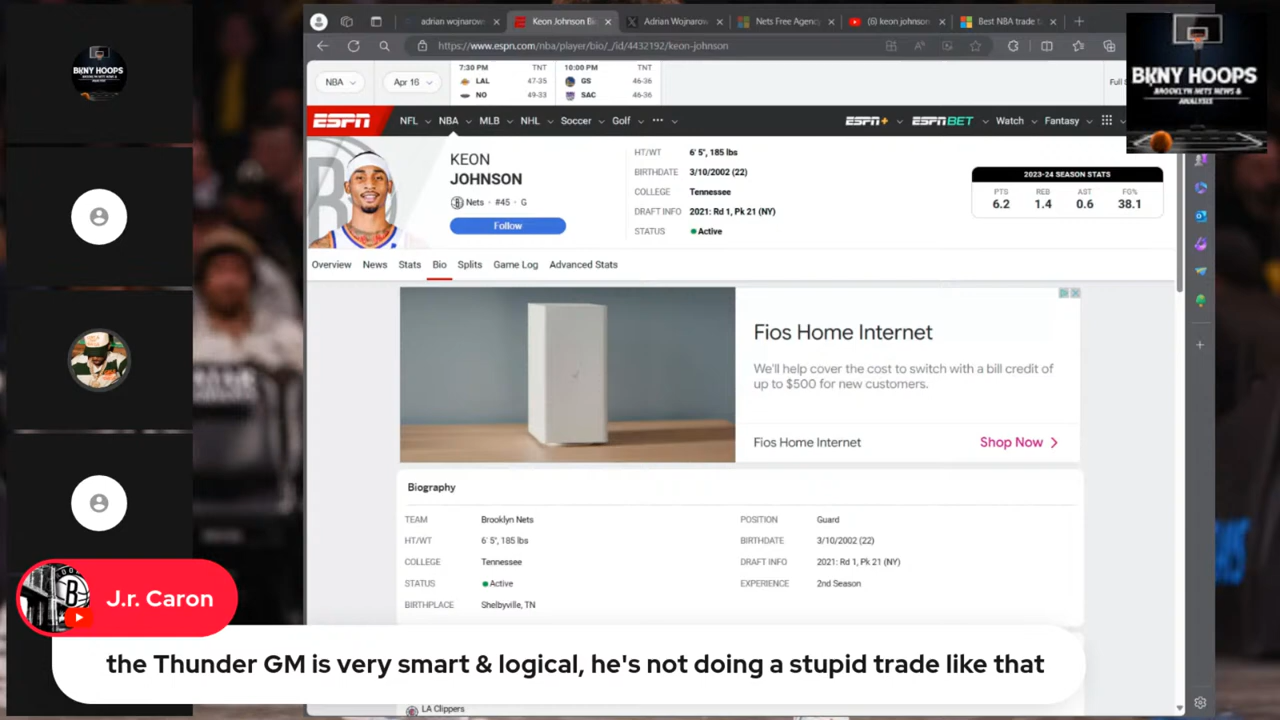 BKNY HOOPS
adrian wojnarows
Keon Johnson Bio
Adrian Wojnarow
Nets Free Agency
(6) keon johnson
Best NBA trade t
https://www.espn.com/nba/player/bio/_/id/4432192/keon-johnson
BKNY HOOPS
BROOKLYN NETS NEWS &
ANALYSIS
NBA
Apr 16
7:30 PM TNT
LAL 47-35
NO 49-33
10:00 PM TNT
GS 46-36
SAC 46-36
Full S
ESPN NFL NBA MLB NHL Soccer Golf ESPN+ ESPN BET Watch Fantasy
KEON
JOHNSON
Nets · #45 · G
Follow
HT/WT 6' 5", 185 lbs
BIRTHDATE 3/10/2002 (22)
COLLEGE Tennessee
DRAFT INFO 2021: Rd 1, Pk 21 (NY)
STATUS Active
2023-24 SEASON STATS
PTS REB AST FG%
6.2 1.4 0.6 38.1
Overview News Stats Bio Splits Game Log Advanced Stats
Fios Home Internet
We'll help cover the cost to switch with a bill credit of
up to $500 for new customers.
Fios Home Internet Shop Now
Biography
TEAM Brooklyn Nets
HT/WT 6' 5", 185 lbs
COLLEGE Tennessee
STATUS Active
BIRTHPLACE Shelbyville, TN
POSITION Guard
BIRTHDATE 3/10/2002 (22)
DRAFT INFO 2021: Rd 1, Pk 21 (NY)
EXPERIENCE 2nd Season
J.r. Caron
the Thunder GM is very smart & logical, he's not doing a stupid trade like that
LA Clippers